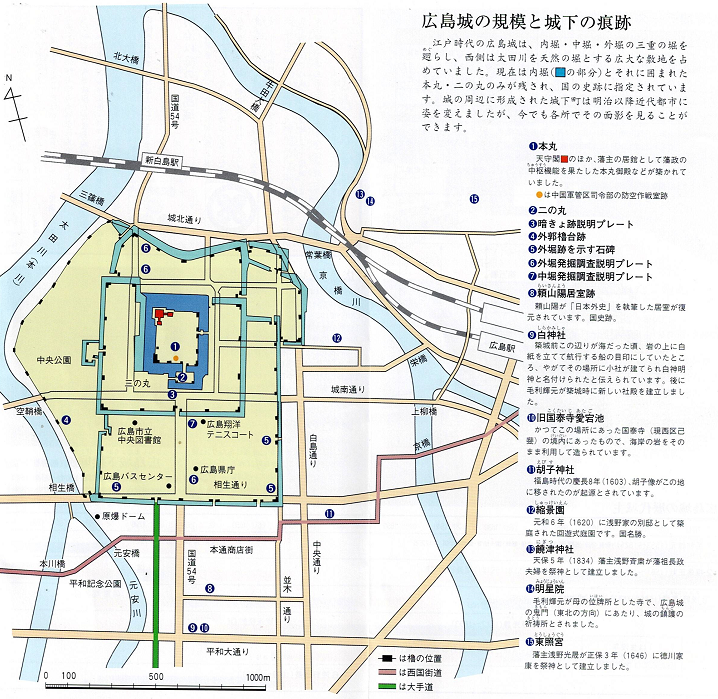 広島城の規模と城下の痕跡
江戸時代の広島城は、内堀・中堀・外堀の三重の堀を
廻らし、西側は太田川を天然の堀とする広大な敷地を占
めていました。現在は内堀(■の部分)とそれに囲まれた
本丸・二の丸のみが残され、国の史跡に指定されていま
す。城の周辺に形成された城下町は明治以降近代都市に
姿を変えましたが、今でも各所でその面影を見ることが
できます。
❶本丸
天守閣■のほか、藩主の居館として藩政の
中枢機能を果たした本丸御殿などが築かれて
いました。
●は中国軍管区司令部の防空作戦室跡
❷二の丸
❸暗きょ跡説明プレート
❹外郭櫓台跡
❺外堀跡を示す石碑
❻外堀発掘調査説明プレート
❼中堀発掘調査説明プレート
❽頼山陽居室跡
頼山陽が「日本外史」を執筆した居室が復
元されています。国史跡。
❾白神社
築城前この辺りが海だった頃、岩の上に白
紙を立てて航行する船の目印にしていたとこ
ろ、やがてその場所に小社が建てられ白神明
神と名付けられたと伝えられています。後に
毛利輝元が築城時に新しい社殿を建立しまし
た。
❿旧国泰寺愛宕池
かつてこの場所にあった国泰寺(現西区己
斐)の境内にあったもので、海岸の岩をその
まま利用して造られています。
⓫胡子神社
福島時代の慶長8年(1603)、胡子像がこの地
に移されたのが起源とされています。
⓬縮景園
元和6年(1620)に浅野家の別邸として築
庭された回遊式庭園です。国名勝。
⓭饒津神社
天保5年(1834)藩主浅野斉粛が藩祖長政
夫婦を祭神として建立しました。
⓮明星院
毛利輝元が母の位牌所とした寺で、広島城
の鬼門(東北の方向)にあたり、城の鎮護の
祈祷所とされました。
⓯東照宮
藩主浅野光晟が正保3年(1646)に徳川家
康を祭神として建立しました。
N
北大橋
牛田大橋
国道54号
新白島駅
三篠橋
城北通り
太田川(本川)
常葉橋
京橋川
⓭
⓮
⓯
❻
❻
❶
❷
❸
三の丸
中央公園
⓬
広島駅
栄橋
城南通り
空鞘橋
上柳橋
❹
広島市立
中央図書館
❼
広島翔洋
テニスコート
❺
白島通り
京橋
広島県庁
❻
広島バスセンター
❺
相生通り
❺
相生橋
原爆ドーム
⓫
本川橋
元安橋
本通商店街
国道54号
中央通り
平和記念公園
元安川
❽
並木通り
❾
❿
平和大通り
0 100 500 1000m
は櫓の位置
は西国街道
は大手道